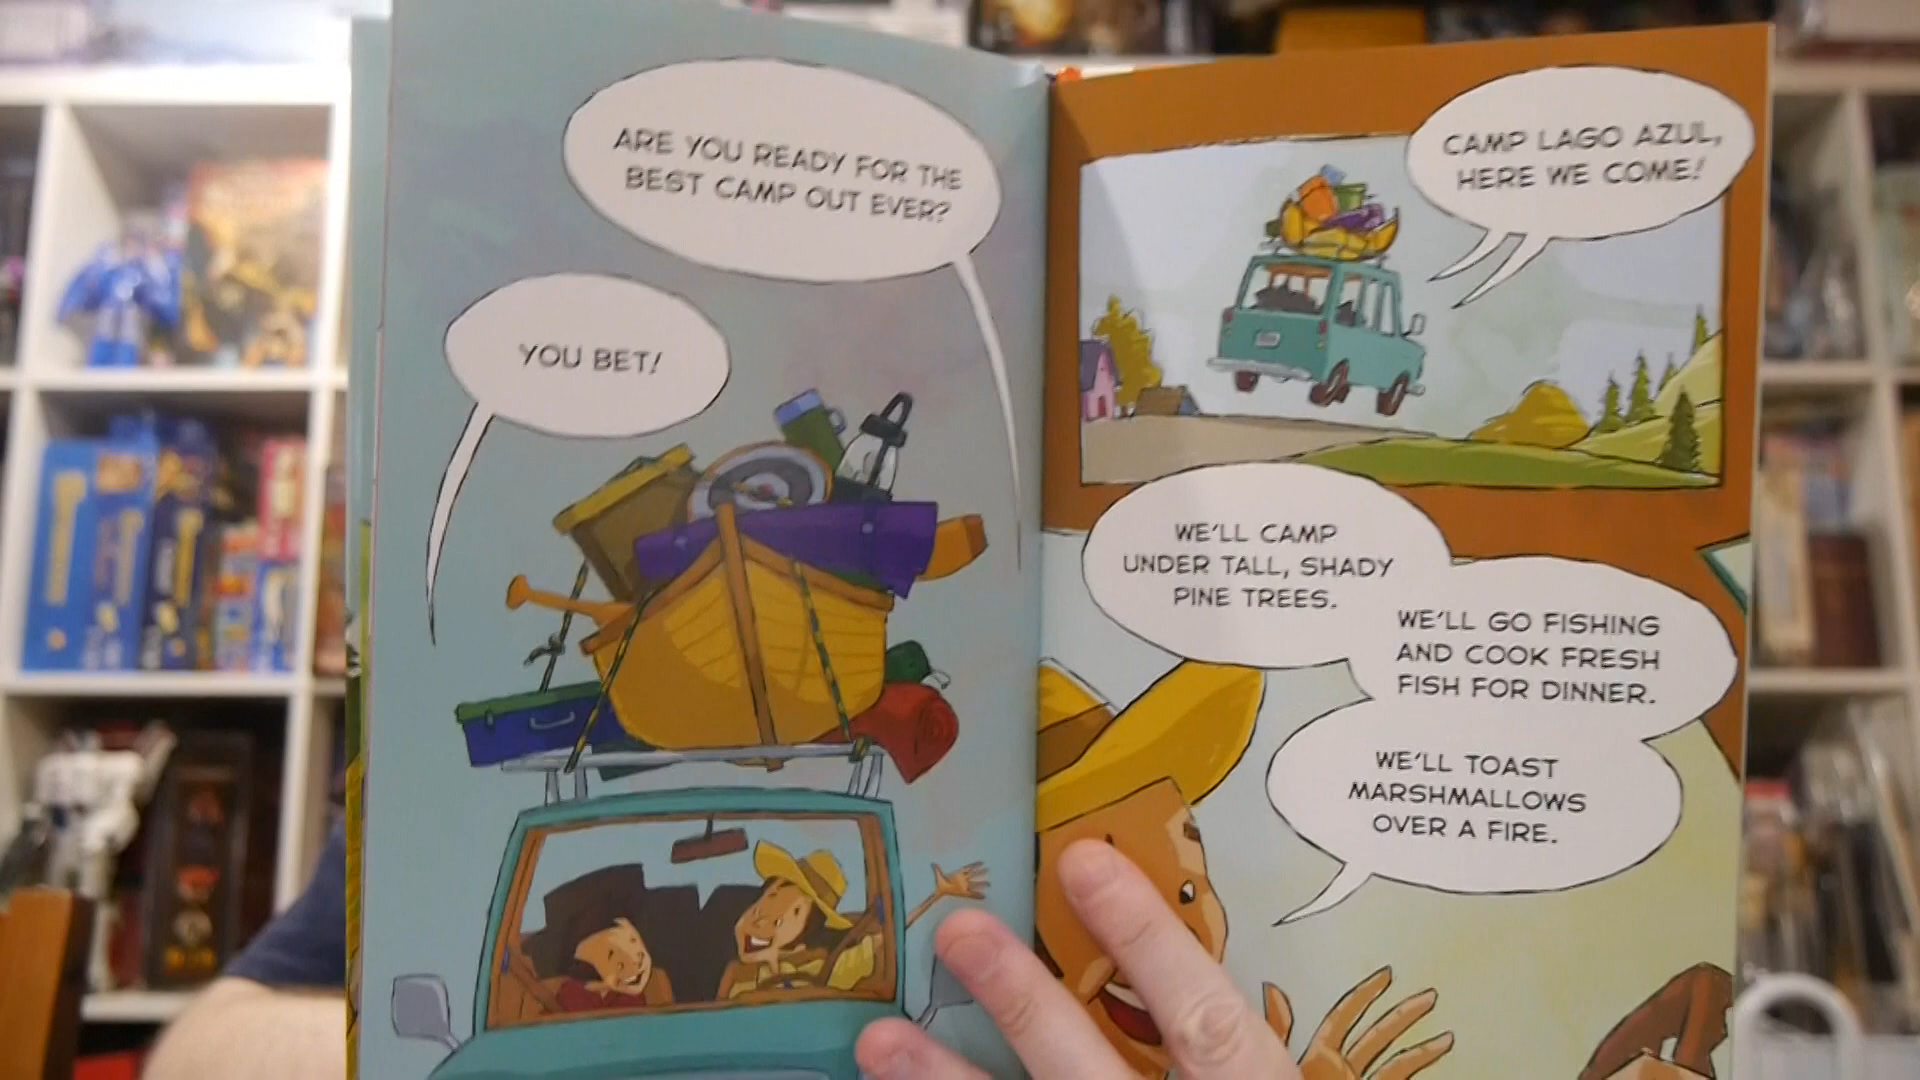 ARE YOU READY FOR THE
BEST CAMP OUT EVER?
YOU BET!
CAMP LAGO AZUL,
HERE WE COME!
WE'LL CAMP
UNDER TALL, SHADY
PINE TREES.
WE'LL GO FISHING
AND COOK FRESH
FISH FOR DINNER.
WE'LL TOAST
MARSHMALLOWS
OVER A FIRE.